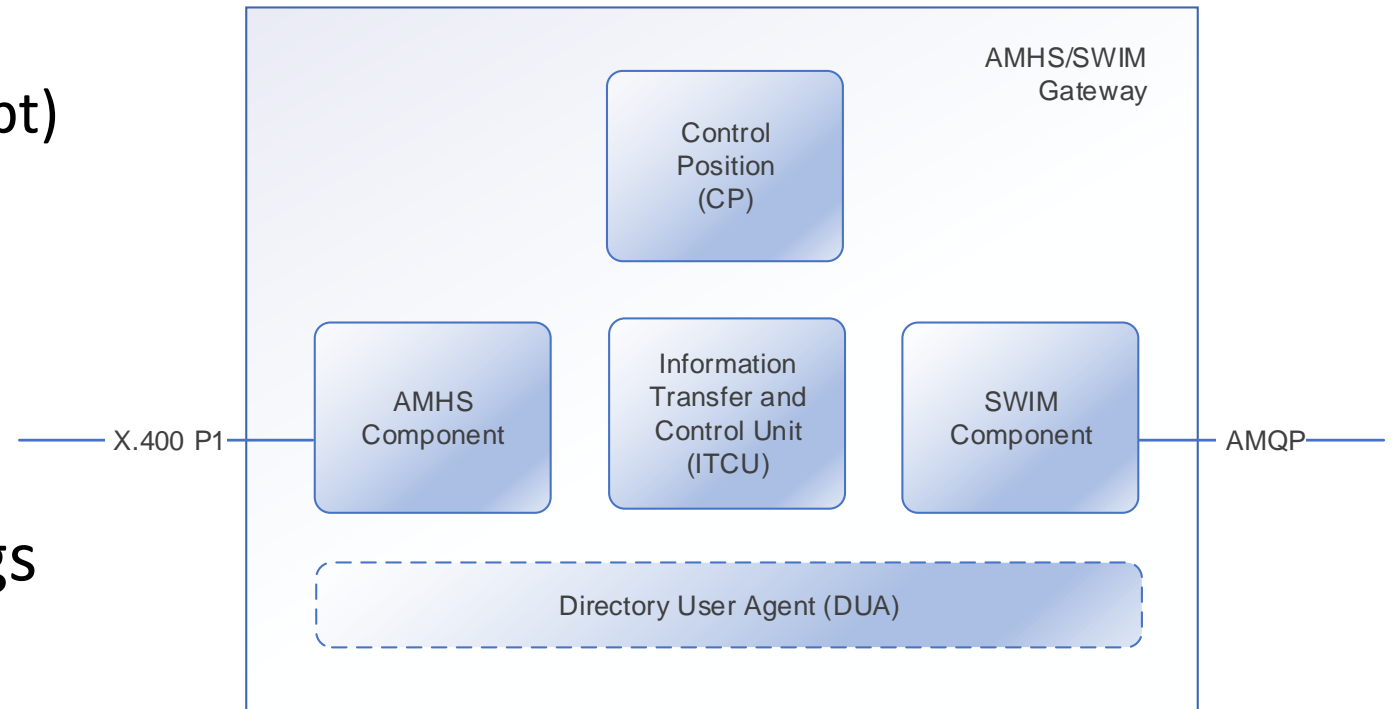 AMHS/SWIM
Gateway
pt)
Control
Position
(CP)
Information
Transfer and
Control Unit
(ITCU)
AMHS
Component
SWIM
Component
X.400 P1
AMQP
gs
Directory User Agent (DUA)